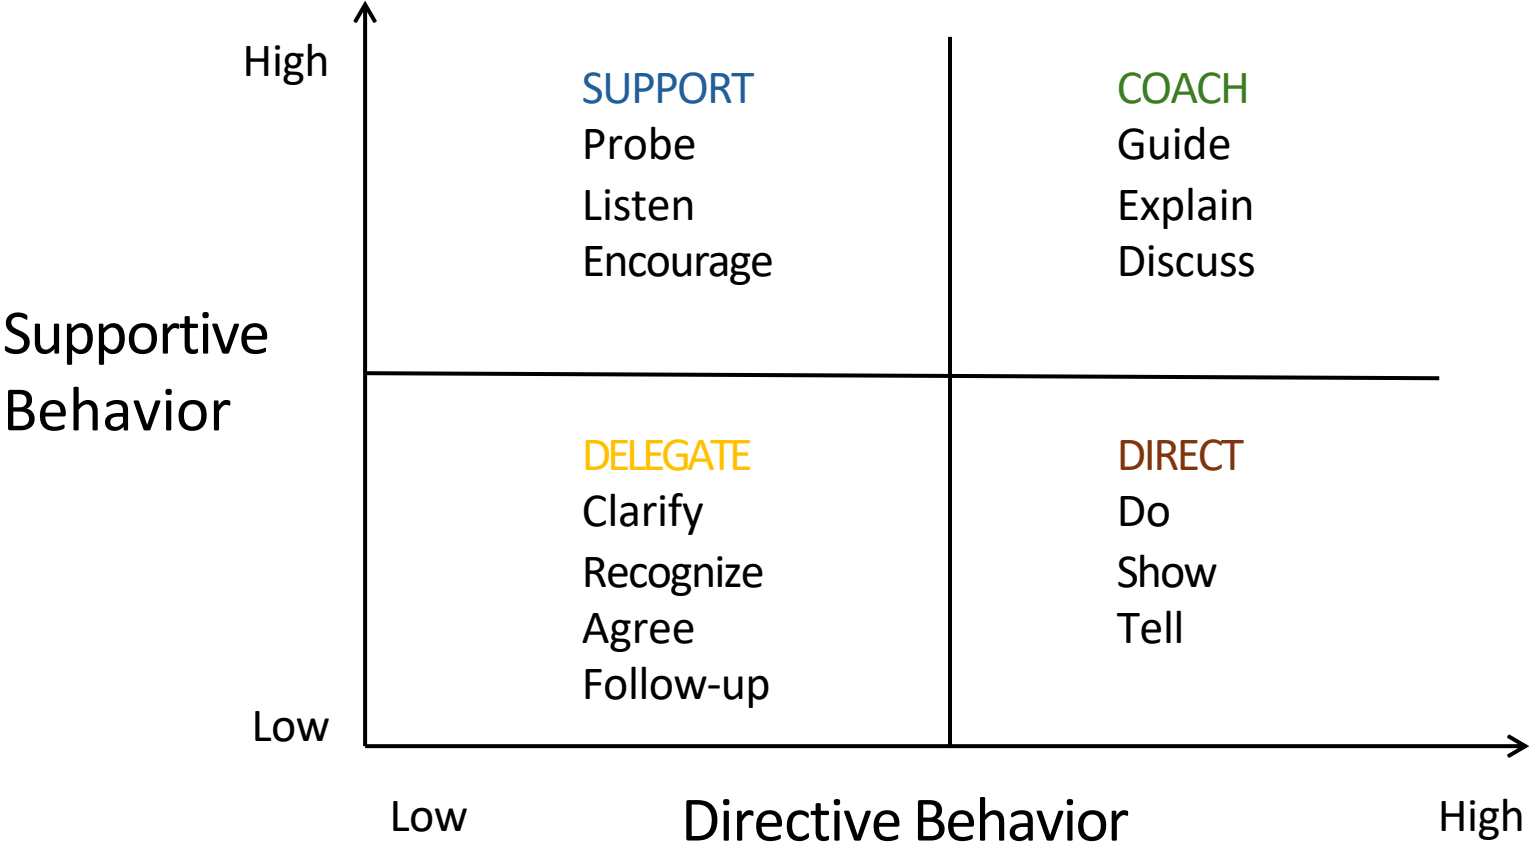 High
SUPPORT
Probe
Listen
Encourage
COACH
Guide
Explain
Discuss
Supportive
Behavior
DELEGATE
Clarify
Recognize
Agree
Follow-up
DIRECT
Do
Show
Tell
Low
Low
Directive Behavior
High